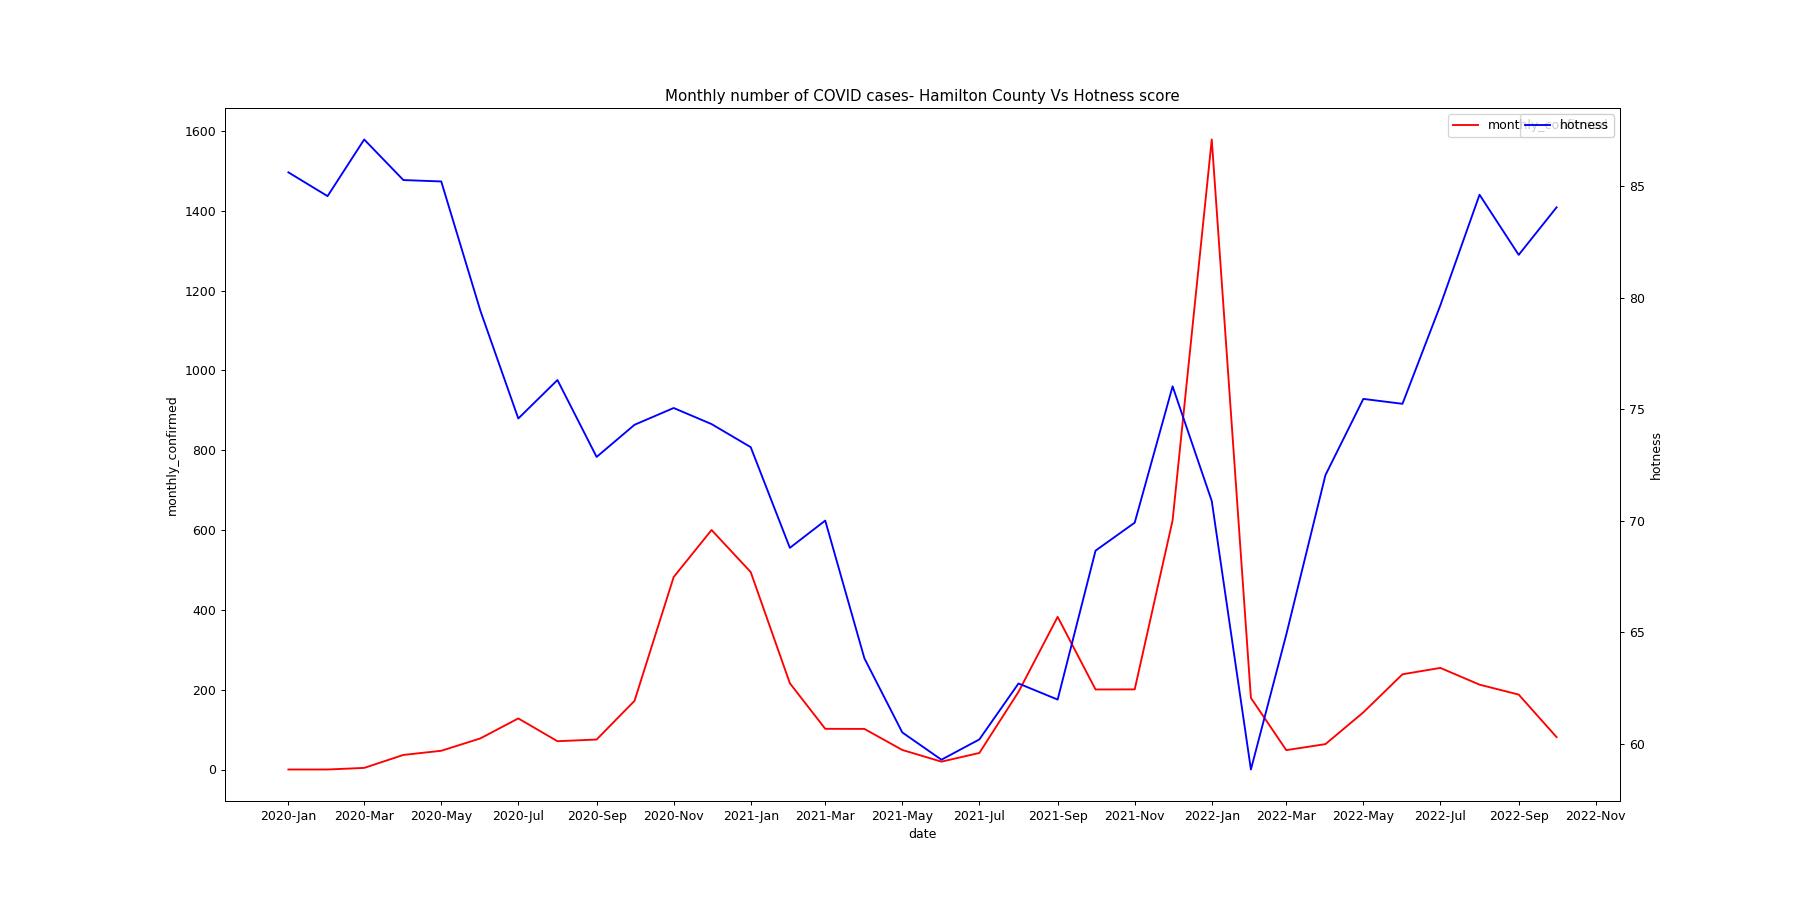 Monthly number of COVID cases- Hamilton County Vs Hotness score
monthly_confirmed
hotness
1600
1400
1200
1000
800
600
400
200
0
monthly_confirmed
85
80
75
70
65
60
hotness
2020-Jan 2020-Mar 2020-May 2020-Jul 2020-Sep 2020-Nov 2021-Jan 2021-Mar 2021-May 2021-Jul 2021-Sep 2021-Nov 2022-Jan 2022-Mar 2022-May 2022-Jul 2022-Sep 2022-Nov
date